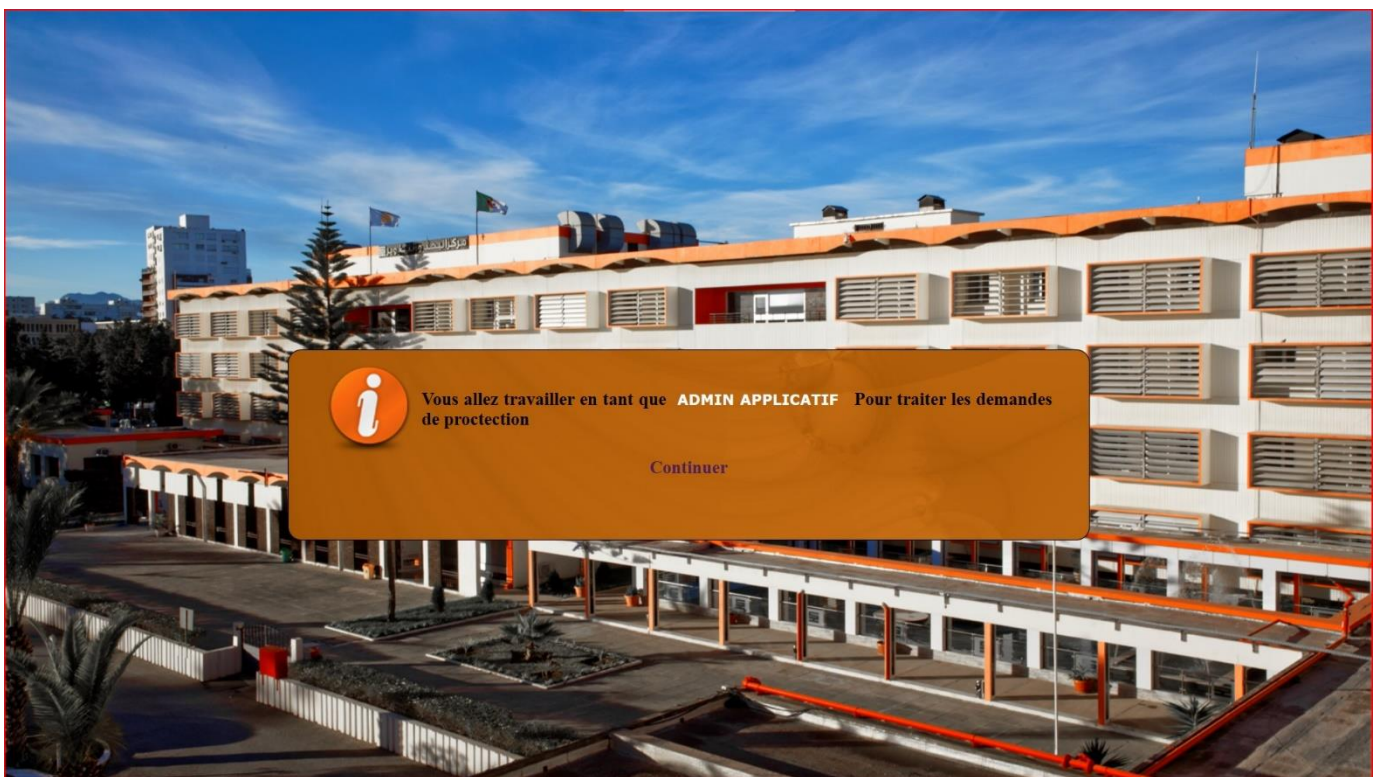 Vous allez travailler en tant que ADMIN APPLICATIF Pour traiter les demandes
de proctection
Continuer